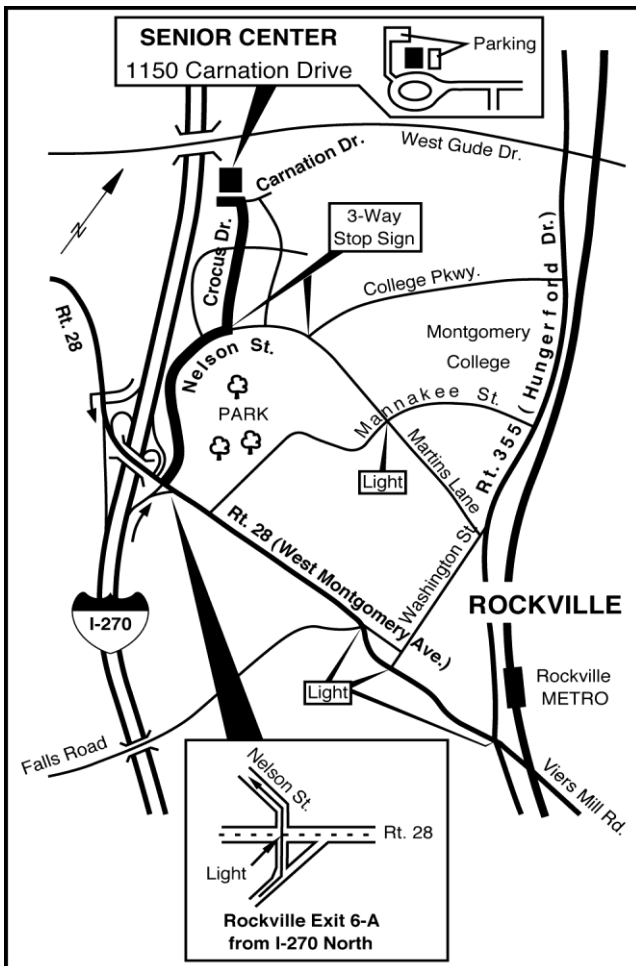 SENIOR CENTER
1150 Carnation Drive
Parking
West Gude Dr.
Carnation Dr.
N
3-Way
Stop Sign
Crocus Dr.
College Pkwy.
Rt. 28
Nelson St.
Montgomery
College
Rt. 355 (Hungerford Dr.)
PARK
Mannakee St.
Martins Lane
Light
Rt. 28 (West Montgomery Ave.)
Washington St.
ROCKVILLE
I-270
Rockville
METRO
Light
Falls Road
Viers Mill Rd.
Nelson St.
Rt. 28
Light
Rockville Exit 6-A
from I-270 North